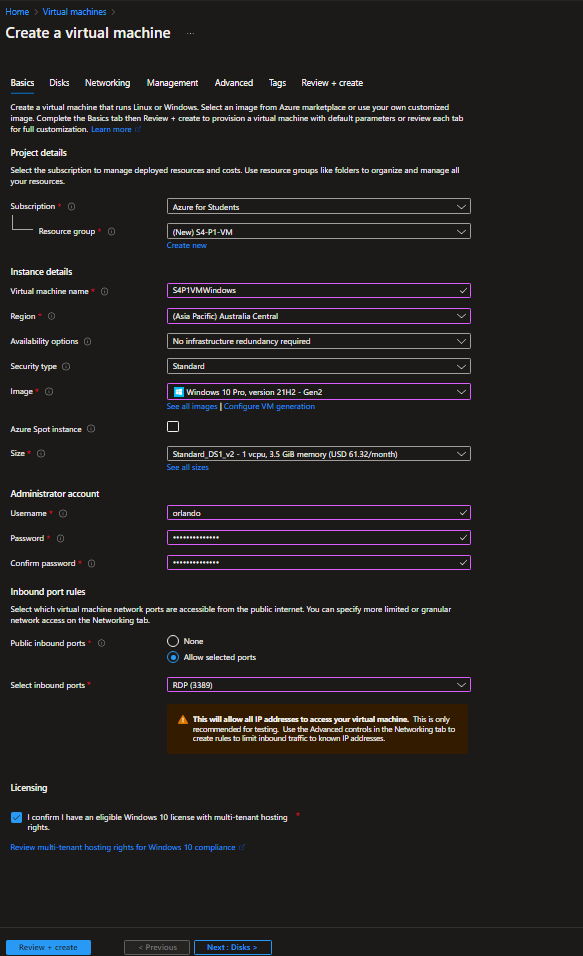 Home > Virtual machines >
Create a virtual machine ...
Basics Disks Networking Management Advanced Tags Review + create
Create a virtual machine that runs Linux or Windows. Select an image from Azure marketplace or use your own customized
image. Complete the Basics tab then Review + create to provision a virtual machine with default parameters or review each tab
for full customization. Learn more
Project details
Select the subscription to manage deployed resources and costs. Use resource groups like folders to organize and manage all
your resources.
Subscription * Azure for Students
Resource group * (New) S4-P1-VM
Create new
Instance details
Virtual machine name * S4P1VMWindows
Region * (Asia Pacific) Australia Central
Availability options No infrastructure redundancy required
Security type Standard
Image * Windows 10 Pro, version 21H2 - Gen2
See all images | Configure VM generation
Azure Spot instance
Size * Standard_DS1_v2 - 1 vcpu, 3.5 GiB memory (USD 61.32/month)
See all sizes
Administrator account
Username * orlando
Password * ••••••••••••••
Confirm password * ••••••••••••••
Inbound port rules
Select which virtual machine network ports are accessible from the public internet. You can specify more limited or granular
network access on the Networking tab.
Public inbound ports * None
Allow selected ports
Select inbound ports * RDP (3389)
This will allow all IP addresses to access your virtual machine. This is only
recommended for testing. Use the Advanced controls in the Networking tab to
create rules to limit inbound traffic to known IP addresses.
Licensing
I confirm I have an eligible Windows 10 license with multi-tenant hosting *
rights.
Review multi-tenant hosting rights for Windows 10 compliance
Review + create < Previous Next : Disks >